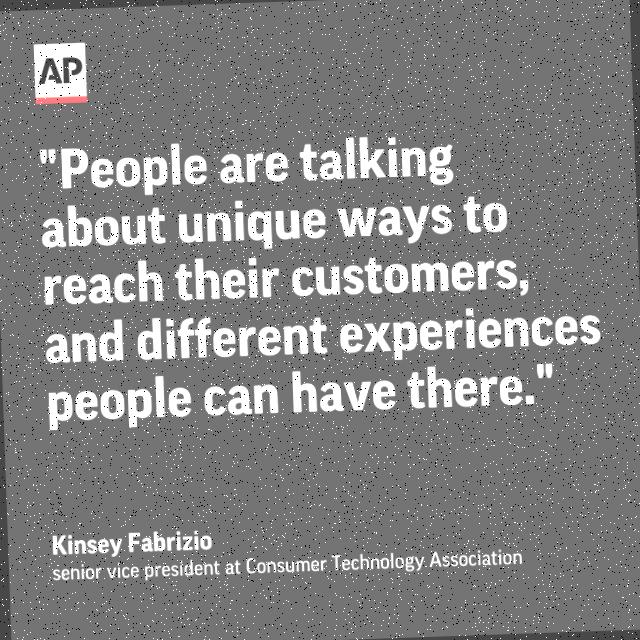 AP
"People are talking
about unique ways to
reach their customers,
and different experiences
people can have there."
Kinsey Fabrizio
senior vice president at Consumer Technology Association